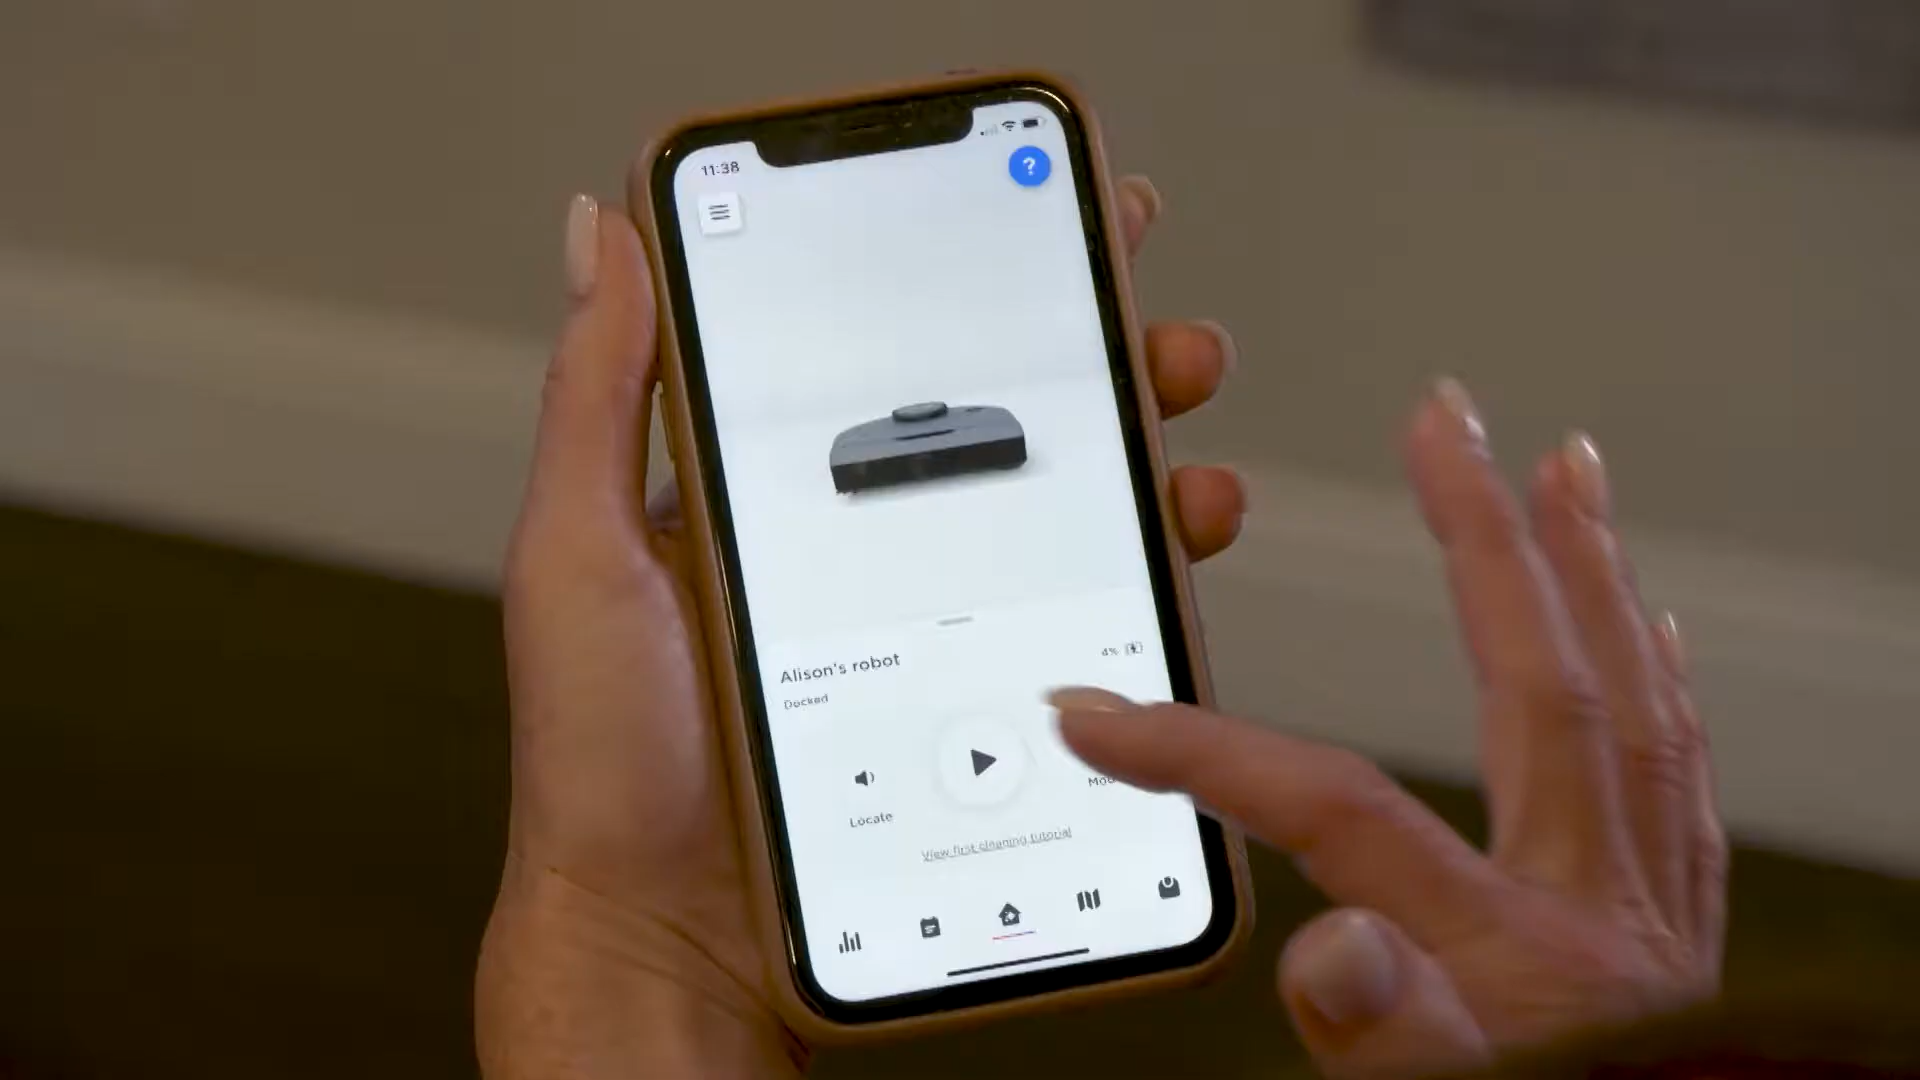 11:38
?
Alison's robot
4%
Docked
Locate
View first cleaning tutorial